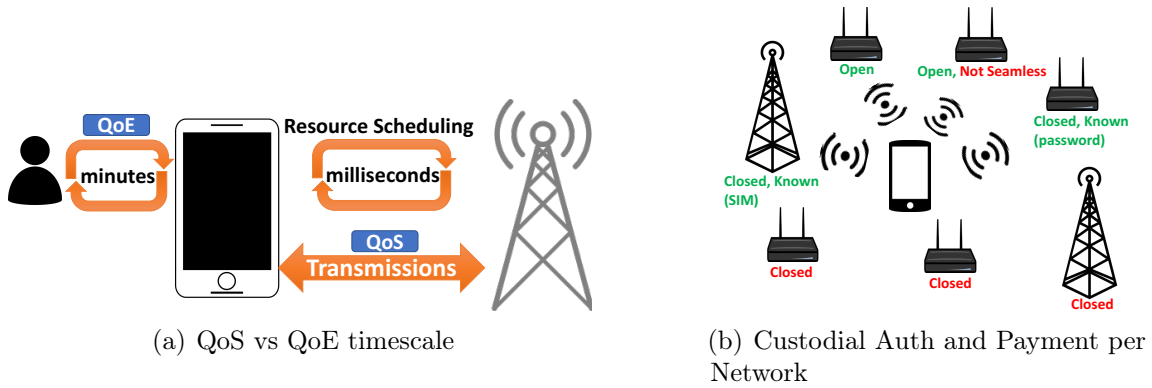 QoE
minutes
Resource Scheduling
milliseconds
QoS
Transmissions
(a) QoS vs QoE timescale
Open
Open, Not Seamless
Closed, Known
(password)
Closed, Known
(SIM)
Closed
Closed
Closed
(b) Custodial Auth and Payment per
Network